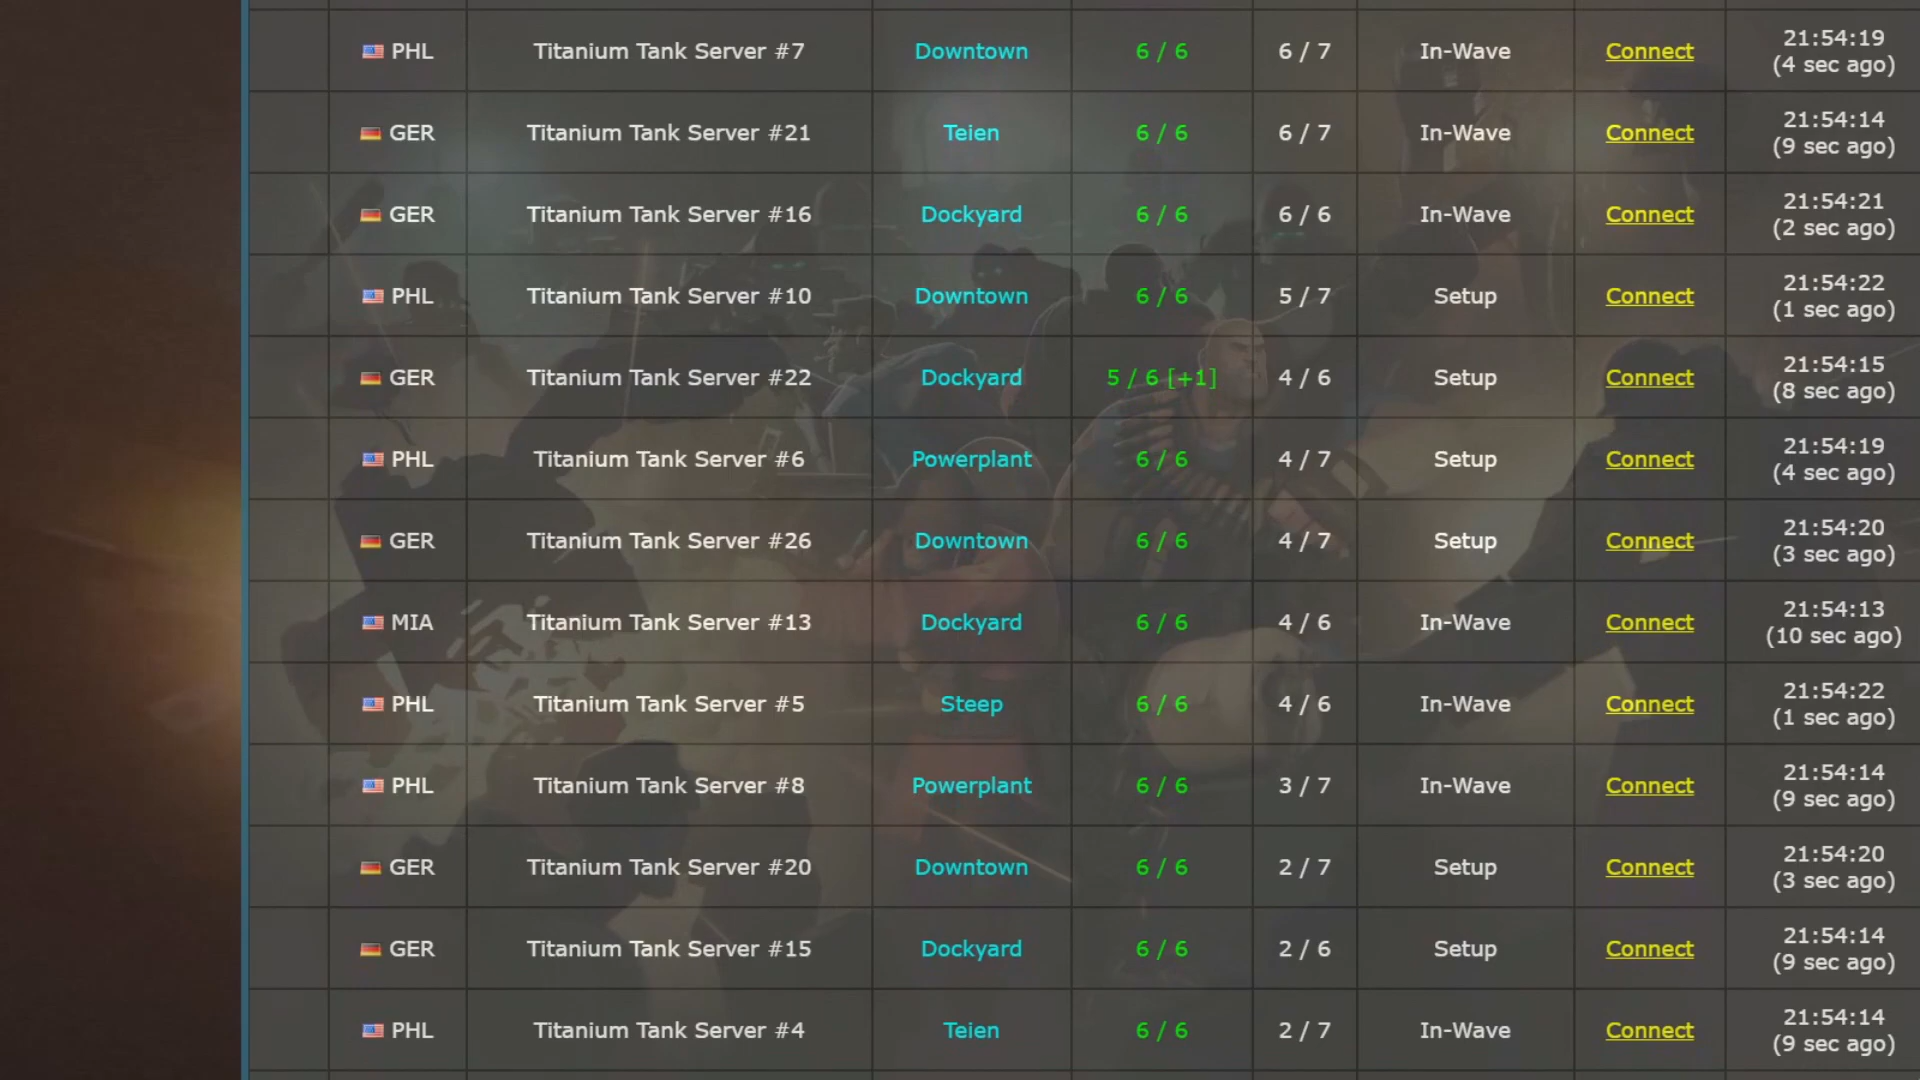 PHL Titanium Tank Server #7 Downtown 6 / 6 6 / 7 In-Wave Connect 21:54:19 (4 sec ago)
GER Titanium Tank Server #21 Teien 6 / 6 6 / 7 In-Wave Connect 21:54:14 (9 sec ago)
GER Titanium Tank Server #16 Dockyard 6 / 6 6 / 6 In-Wave Connect 21:54:21 (2 sec ago)
PHL Titanium Tank Server #10 Downtown 6 / 6 5 / 7 Setup Connect 21:54:22 (1 sec ago)
GER Titanium Tank Server #22 Dockyard 5 / 6 [+1] 4 / 6 Setup Connect 21:54:15 (8 sec ago)
PHL Titanium Tank Server #6 Powerplant 6 / 6 4 / 7 Setup Connect 21:54:19 (4 sec ago)
GER Titanium Tank Server #26 Downtown 6 / 6 4 / 7 Setup Connect 21:54:20 (3 sec ago)
MIA Titanium Tank Server #13 Dockyard 6 / 6 4 / 6 In-Wave Connect 21:54:13 (10 sec ago)
PHL Titanium Tank Server #5 Steep 6 / 6 4 / 6 In-Wave Connect 21:54:22 (1 sec ago)
PHL Titanium Tank Server #8 Powerplant 6 / 6 3 / 7 In-Wave Connect 21:54:14 (9 sec ago)
GER Titanium Tank Server #20 Downtown 6 / 6 2 / 7 Setup Connect 21:54:20 (3 sec ago)
GER Titanium Tank Server #15 Dockyard 6 / 6 2 / 6 Setup Connect 21:54:14 (9 sec ago)
PHL Titanium Tank Server #4 Teien 6 / 6 2 / 7 In-Wave Connect 21:54:14 (9 sec ago)